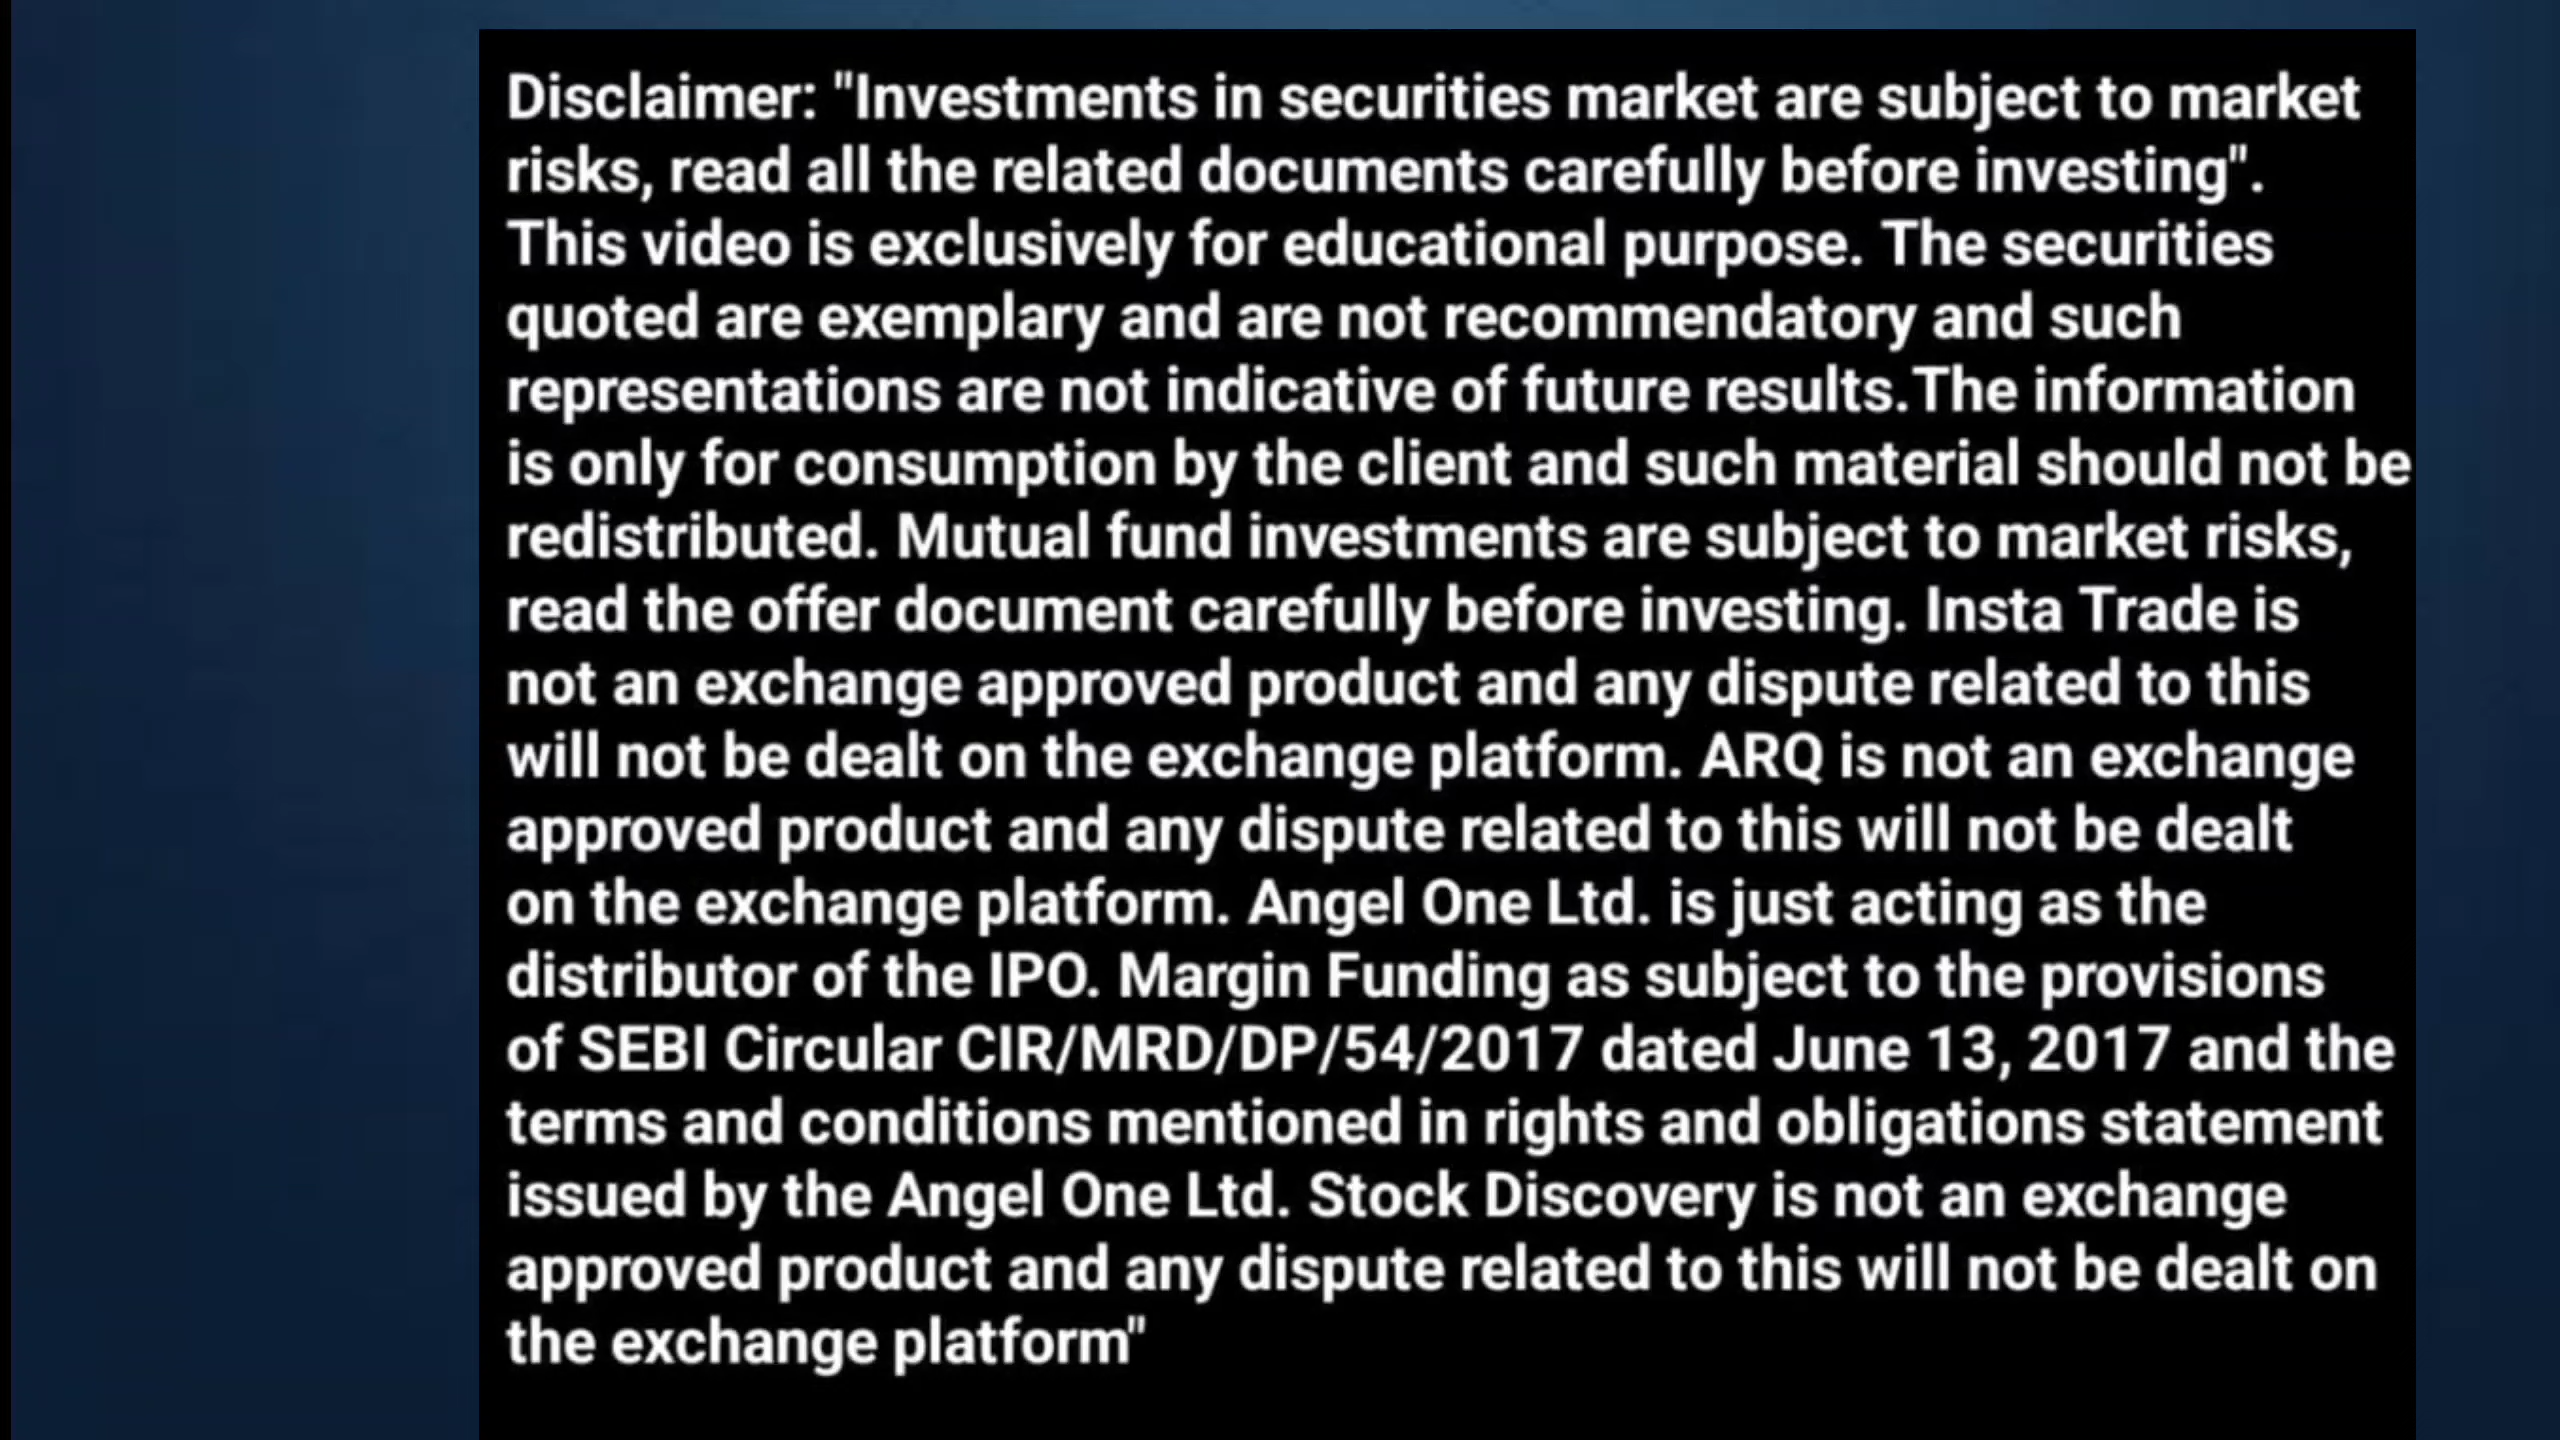 Disclaimer: "Investments in securities market are subject to market
risks, read all the related documents carefully before investing".
This video is exclusively for educational purpose. The securities
quoted are exemplary and are not recommendatory and such
representations are not indicative of future results.The information
is only for consumption by the client and such material should not be
redistributed. Mutual fund investments are subject to market risks,
read the offer document carefully before investing. Insta Trade is
not an exchange approved product and any dispute related to this
will not be dealt on the exchange platform. ARQ is not an exchange
approved product and any dispute related to this will not be dealt
on the exchange platform. Angel One Ltd. is just acting as the
distributor of the IPO. Margin Funding as subject to the provisions
of SEBI Circular CIR/MRD/DP/54/2017 dated June 13, 2017 and the
terms and conditions mentioned in rights and obligations statement
issued by the Angel One Ltd. Stock Discovery is not an exchange
approved product and any dispute related to this will not be dealt on
the exchange platform"